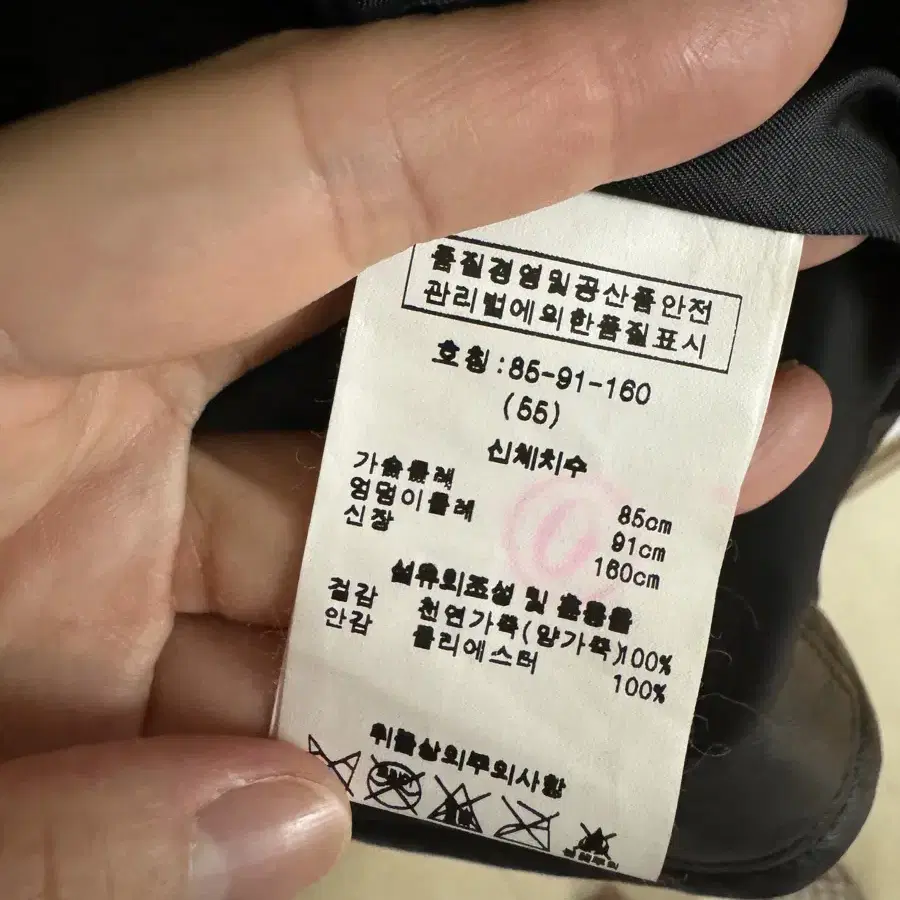 품질경영및공산품안전
관리법에의한품질표시
호칭:85-91-160
(55)
신체치수
가슴둘레 85cm
엉덩이둘레 91cm
신장 160cm
섬유의조성 및 혼용율
겉감 천연가죽(양가죽)100%
안감 폴리에스터 100%
취급상의주의사항